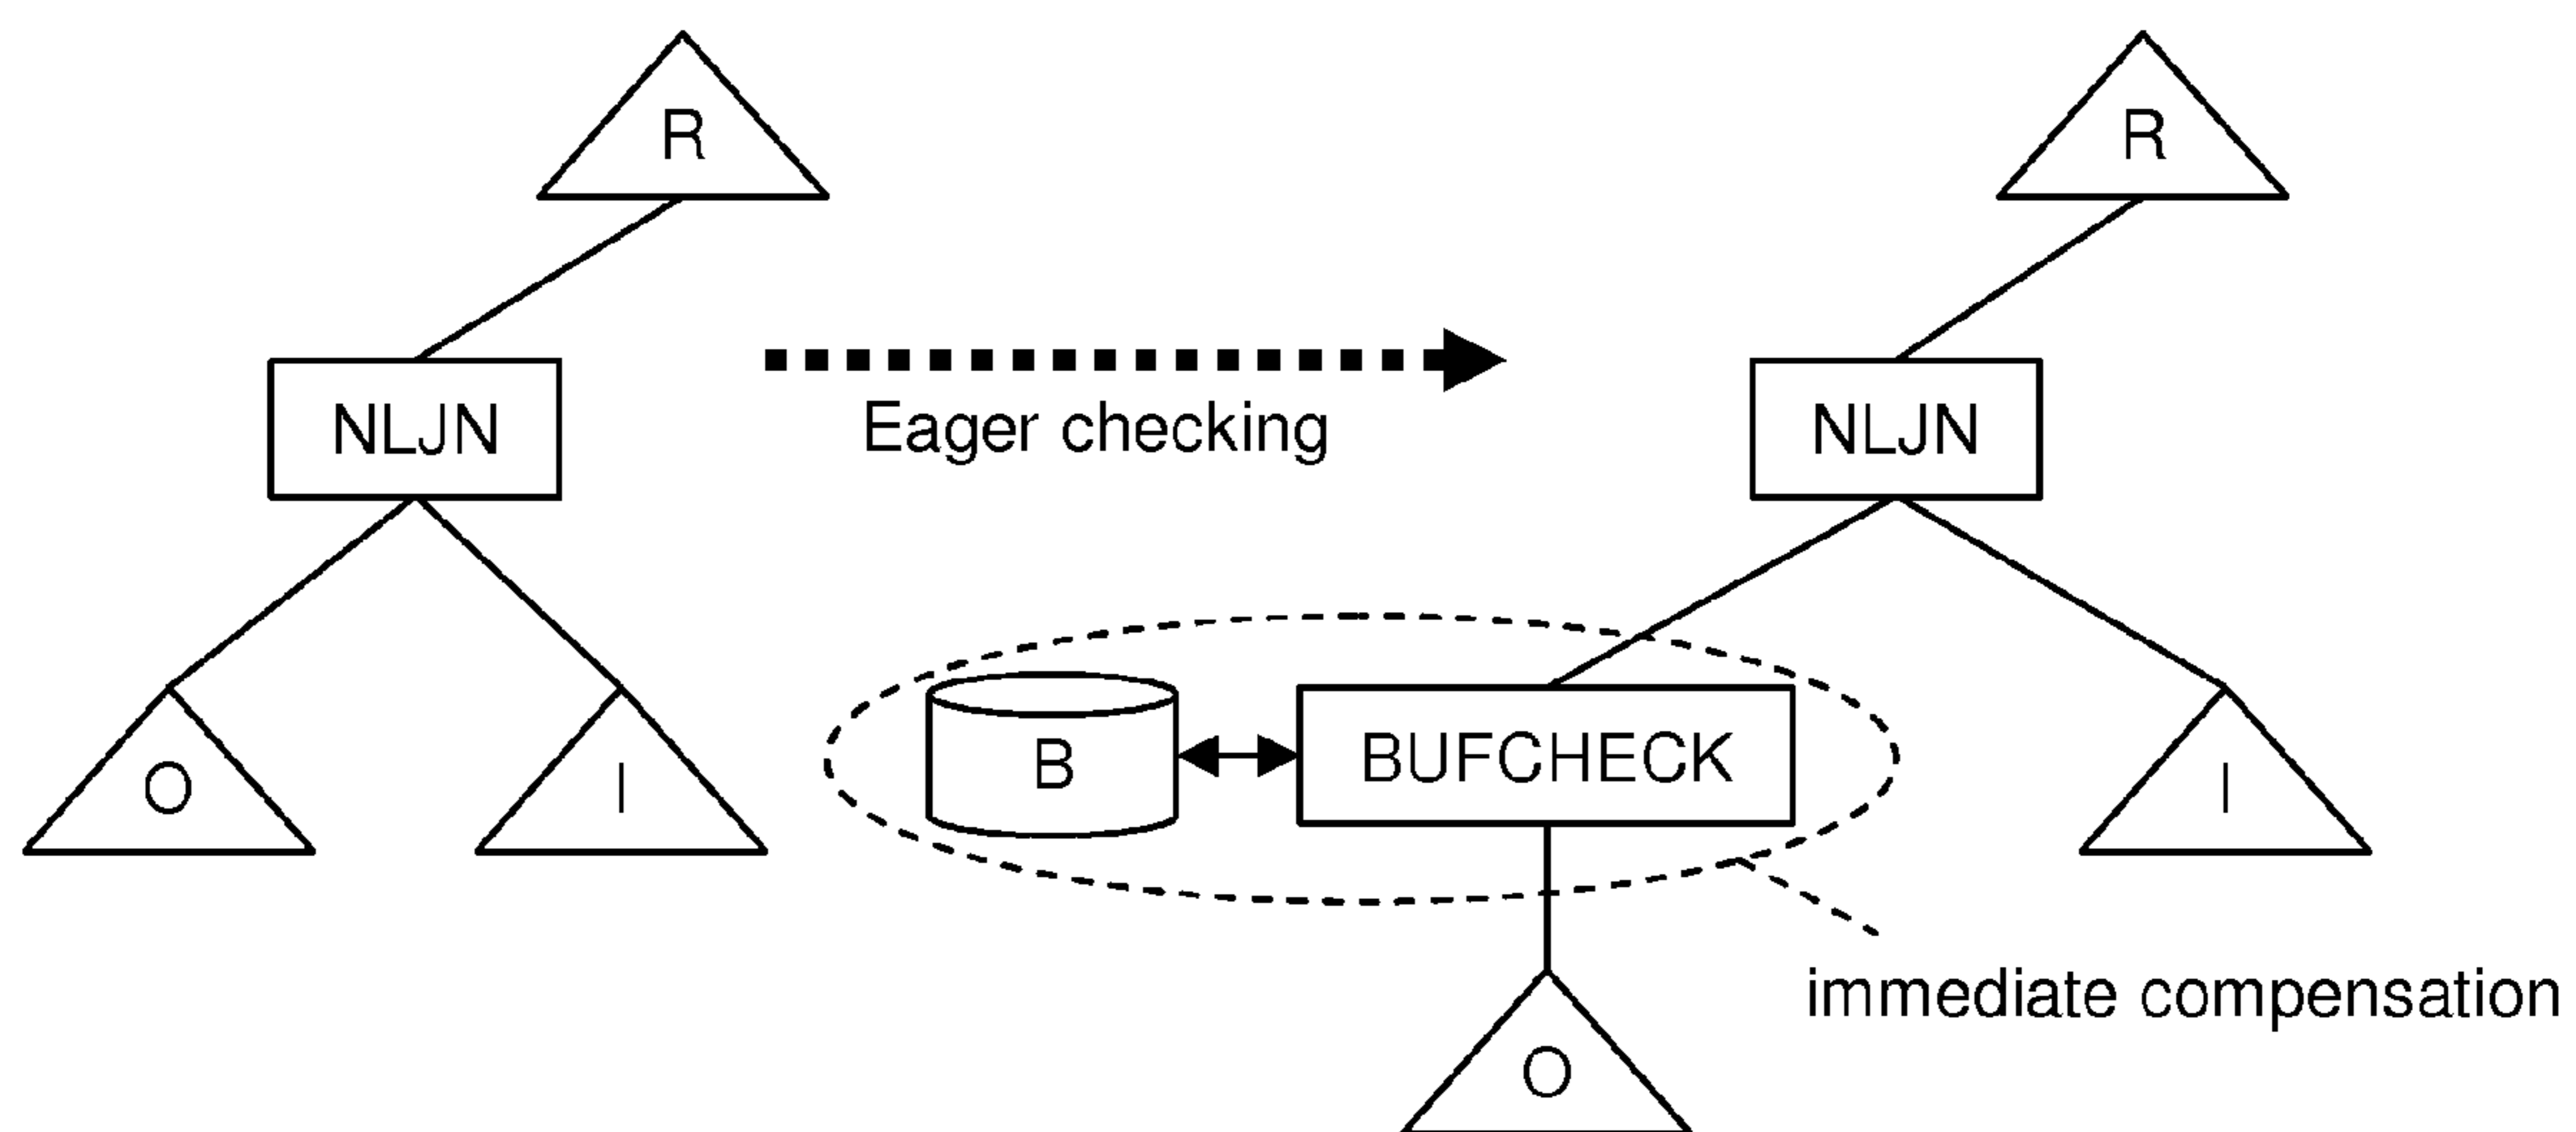 R
R
NLJN
Eager checking
NLJN
O
I
B
BUFCHECK
I
immediate compensation
O